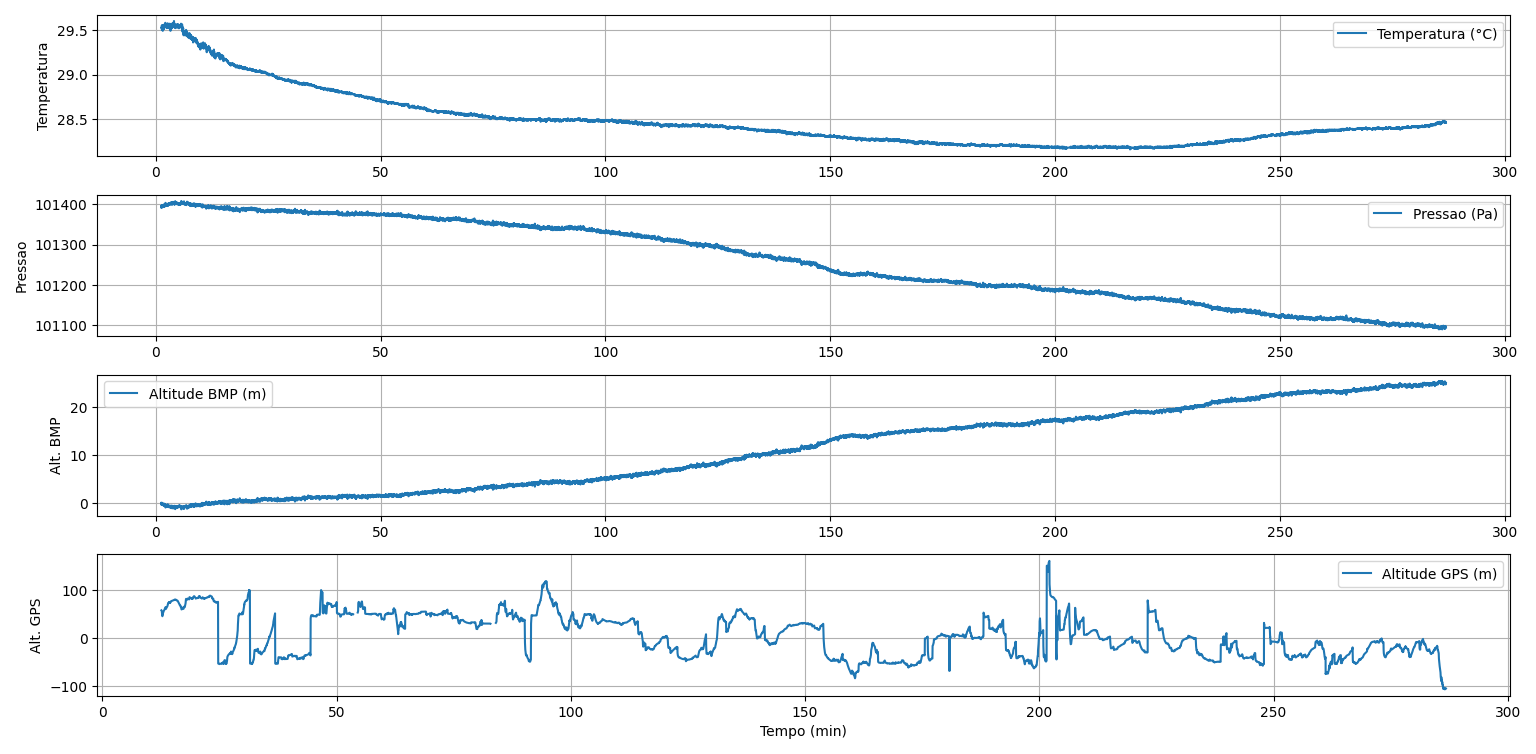 Temperatura
29.5
29.0
28.5
Temperatura (°C)
0 50 100 150 200 250 300
Pressao
101400
101300
101200
101100
Pressao (Pa)
0 50 100 150 200 250 300
Alt. BMP
20
10
0
Altitude BMP (m)
0 50 100 150 200 250 300
Alt. GPS
100
0
−100
Altitude GPS (m)
0 50 100 150 200 250 300
Tempo (min)